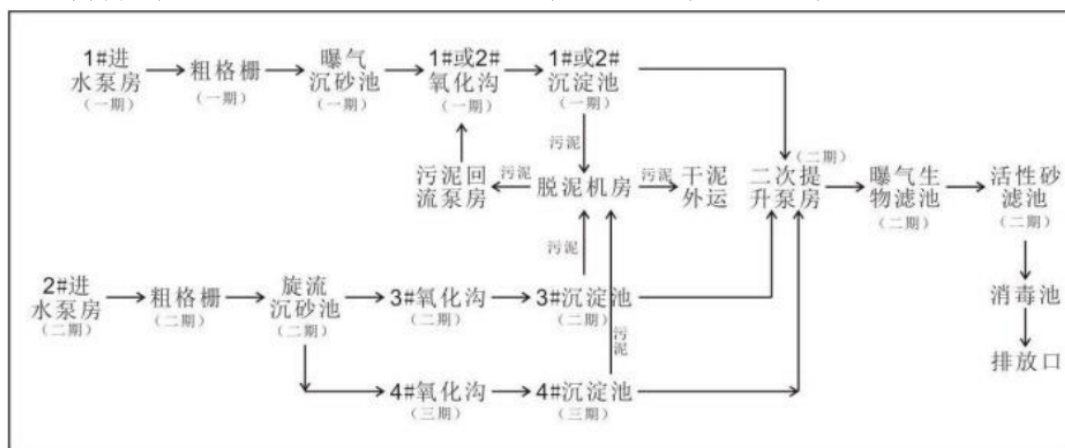 1#进
水泵房
（一期）
粗格栅
（一期）
曝气
沉砂池
（一期）
1#或2#
氧化沟
（一期）
1#或2#
沉淀池
（一期）
污泥
污泥回
流泵房
污泥
脱泥机房
污泥
干泥
外运
（二期）
二次提
升泵房
曝气生
物滤池
（二期）
活性砂
滤池
（二期）
污泥
2#进
水泵房
（二期）
粗格栅
（二期）
旋流
沉砂池
（二期）
3#氧化沟
（二期）
3#沉淀池
（二期）
污泥
消毒池
排放口
4#氧化沟
（三期）
4#沉淀池
（三期）